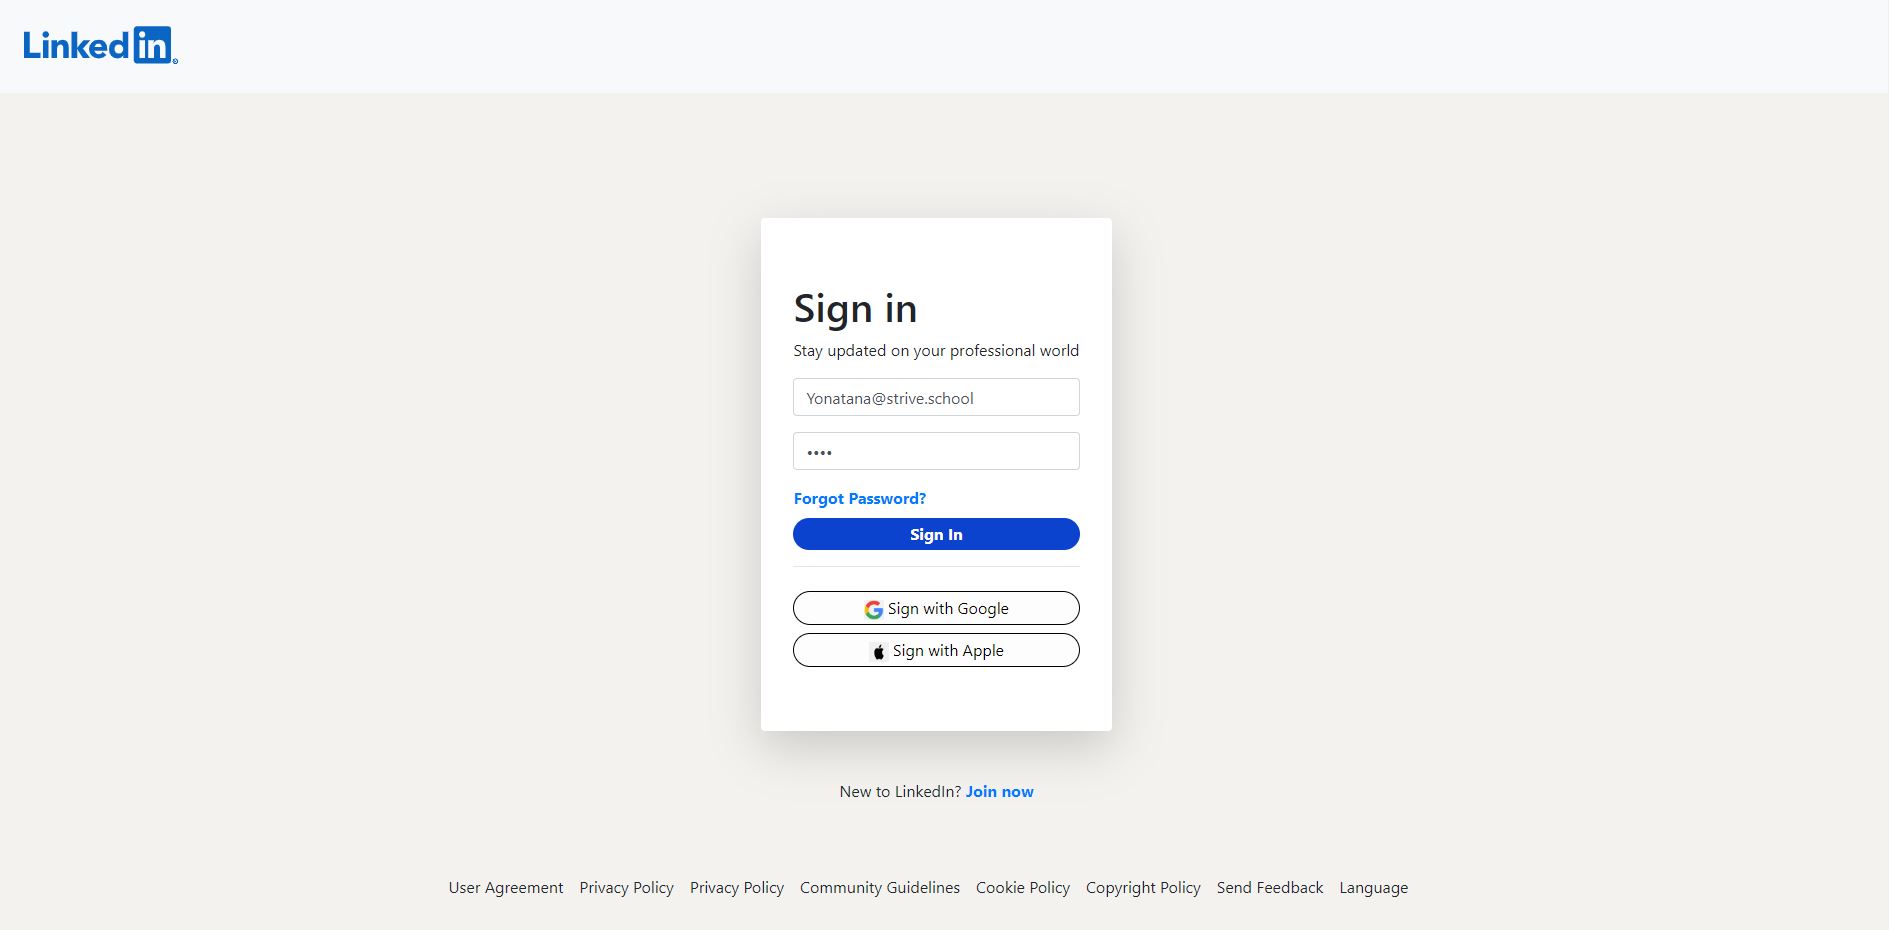 Linked in
Sign in
Stay updated on your professional world
Yonatana@strive.school
••••
Forgot Password?
Sign In
Sign with Google
Sign with Apple
New to LinkedIn? Join now
User Agreement Privacy Policy Privacy Policy Community Guidelines Cookie Policy Copyright Policy Send Feedback Language